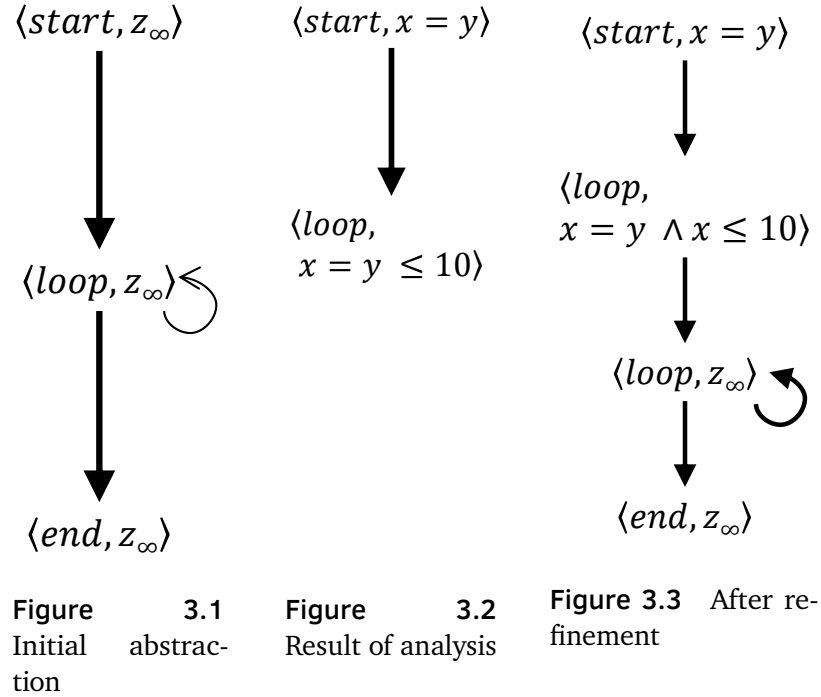 ⟨start, z∞⟩
⟨loop, z∞⟩
⟨end, z∞⟩
Figure 3.1
Initial abstrac-
tion
⟨start, x = y⟩
⟨loop,
x = y ≤ 10⟩
Figure 3.2
Result of analysis
⟨start, x = y⟩
⟨loop,
x = y ∧ x ≤ 10⟩
⟨loop, z∞⟩
⟨end, z∞⟩
Figure 3.3 After re-
finement